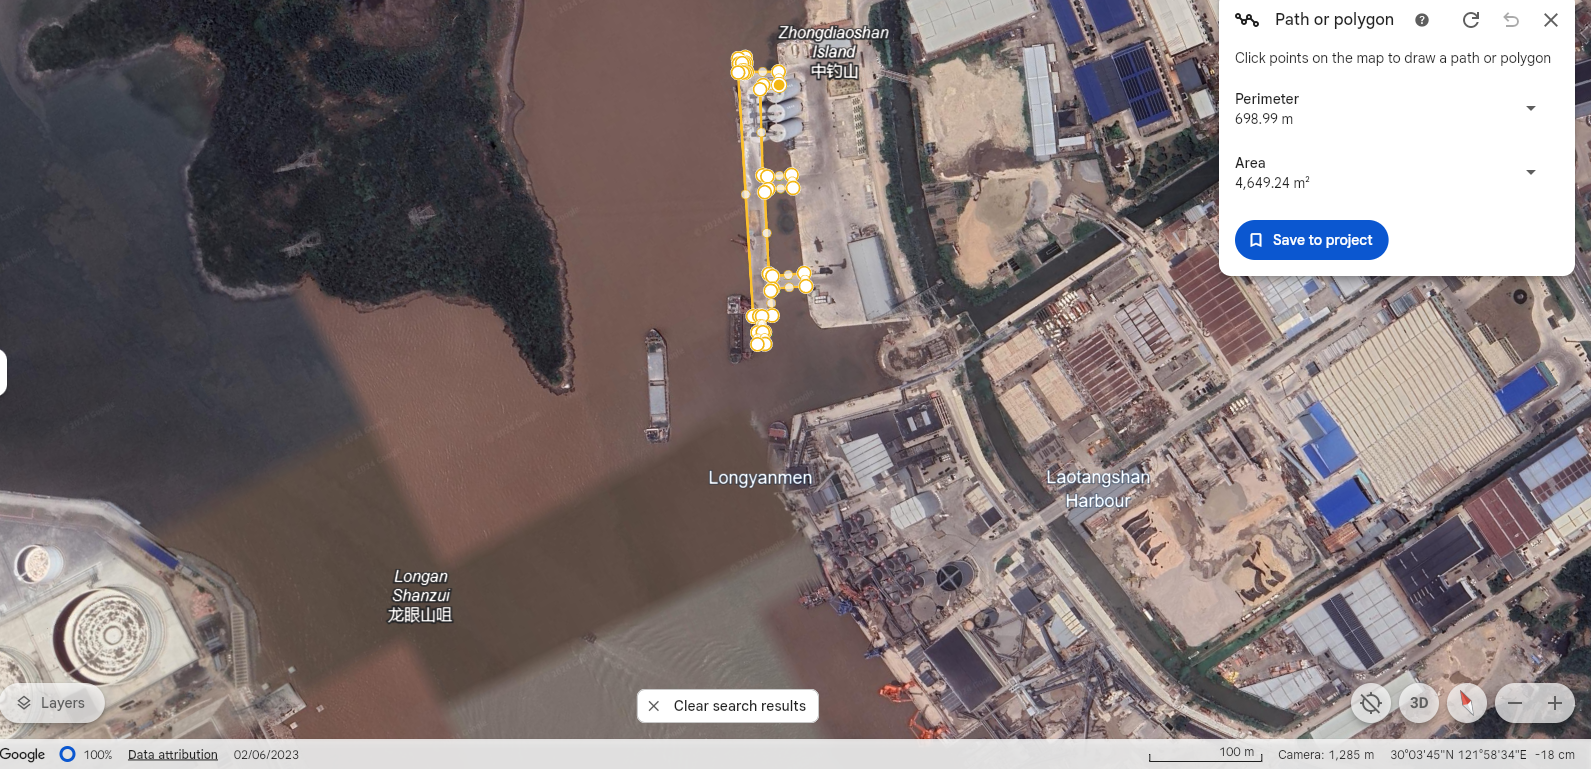 Path or polygon
Click points on the map to draw a path or polygon
Perimeter
698.99 m
Area
4,649.24 m²
Save to project
Zhongdiaoshan
Island
中钓山
Longyanmen
Laotangshan
Harbour
Longan
Shanzui
龙眼山咀
Layers
Clear search results
3D
Google
100%
Data attribution
02/06/2023
100 m
Camera: 1,285 m
30°03'45"N 121°58'34"E
-18 cm